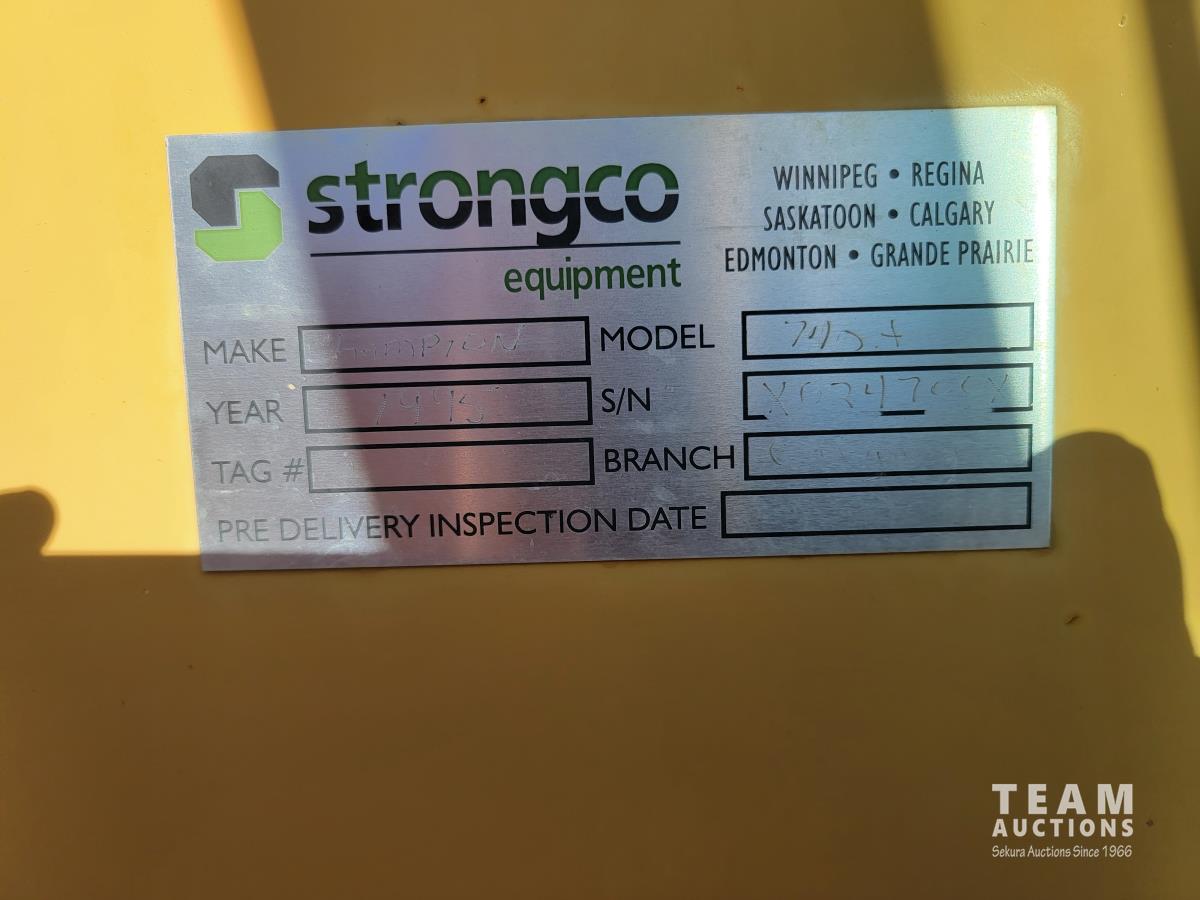 strongco
equipment
WINNIPEG • REGINA
SASKATOON • CALGARY
EDMONTON • GRANDE PRAIRIE
MAKE CHAMPION MODEL
YEAR S/N
TAG # BRANCH
PRE DELIVERY INSPECTION DATE
TEAM
AUCTIONS
Sekura Auctions Since 1966